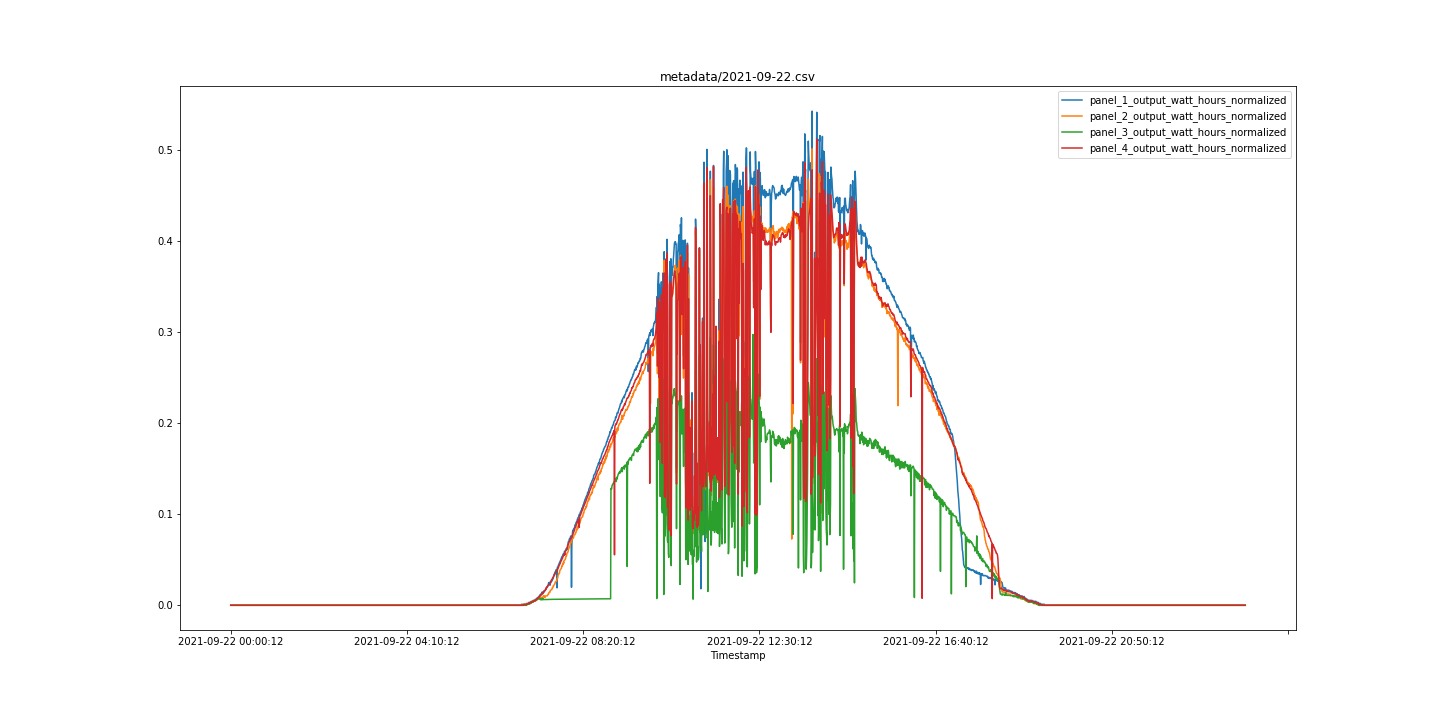 metadata/2021-09-22.csv
panel_1_output_watt_hours_normalized
panel_2_output_watt_hours_normalized
panel_3_output_watt_hours_normalized
panel_4_output_watt_hours_normalized
0.5
0.4
0.3
0.2
0.1
0.0
2021-09-22 00:00:12 2021-09-22 04:10:12 2021-09-22 08:20:12 2021-09-22 12:30:12 2021-09-22 16:40:12 2021-09-22 20:50:12
Timestamp